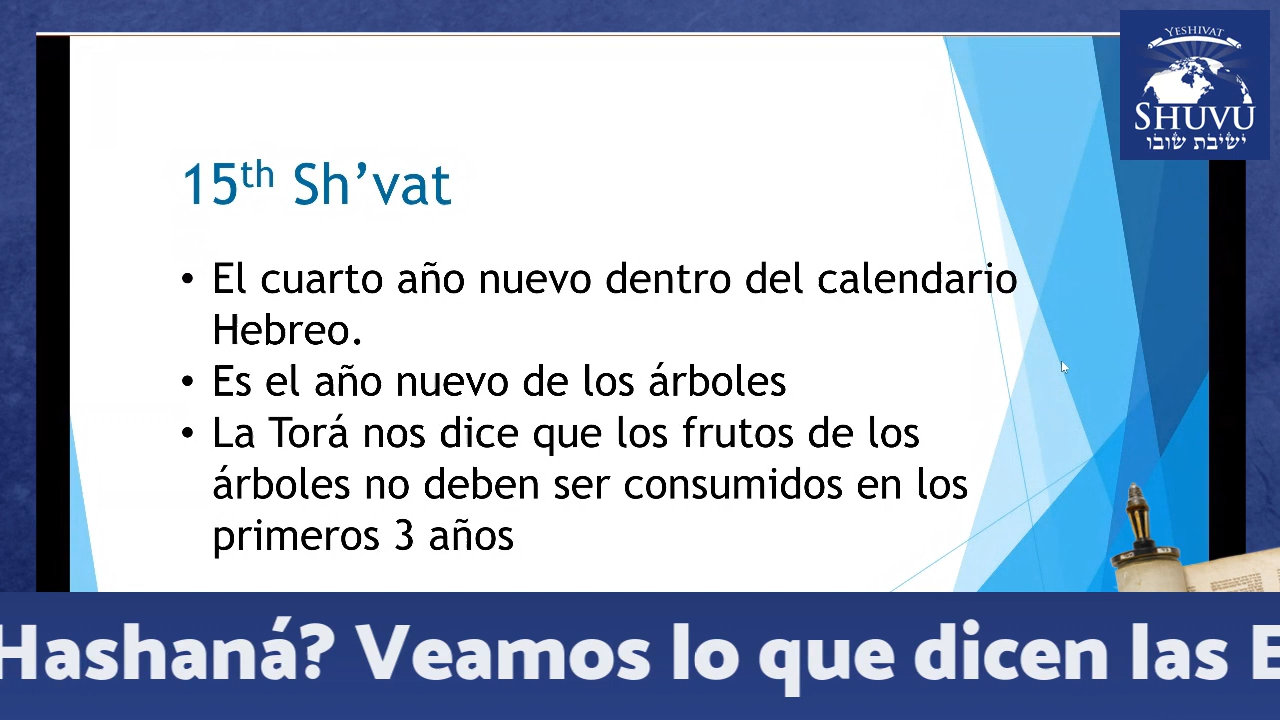 YESHIVAT
SHUVU
ישיבת שובו
15th Sh’vat
• El cuarto año nuevo dentro del calendario
Hebreo.
• Es el año nuevo de los árboles
• La Torá nos dice que los frutos de los
árboles no deben ser consumidos en los
primeros 3 años
Hashaná? Veamos lo que dicen las E